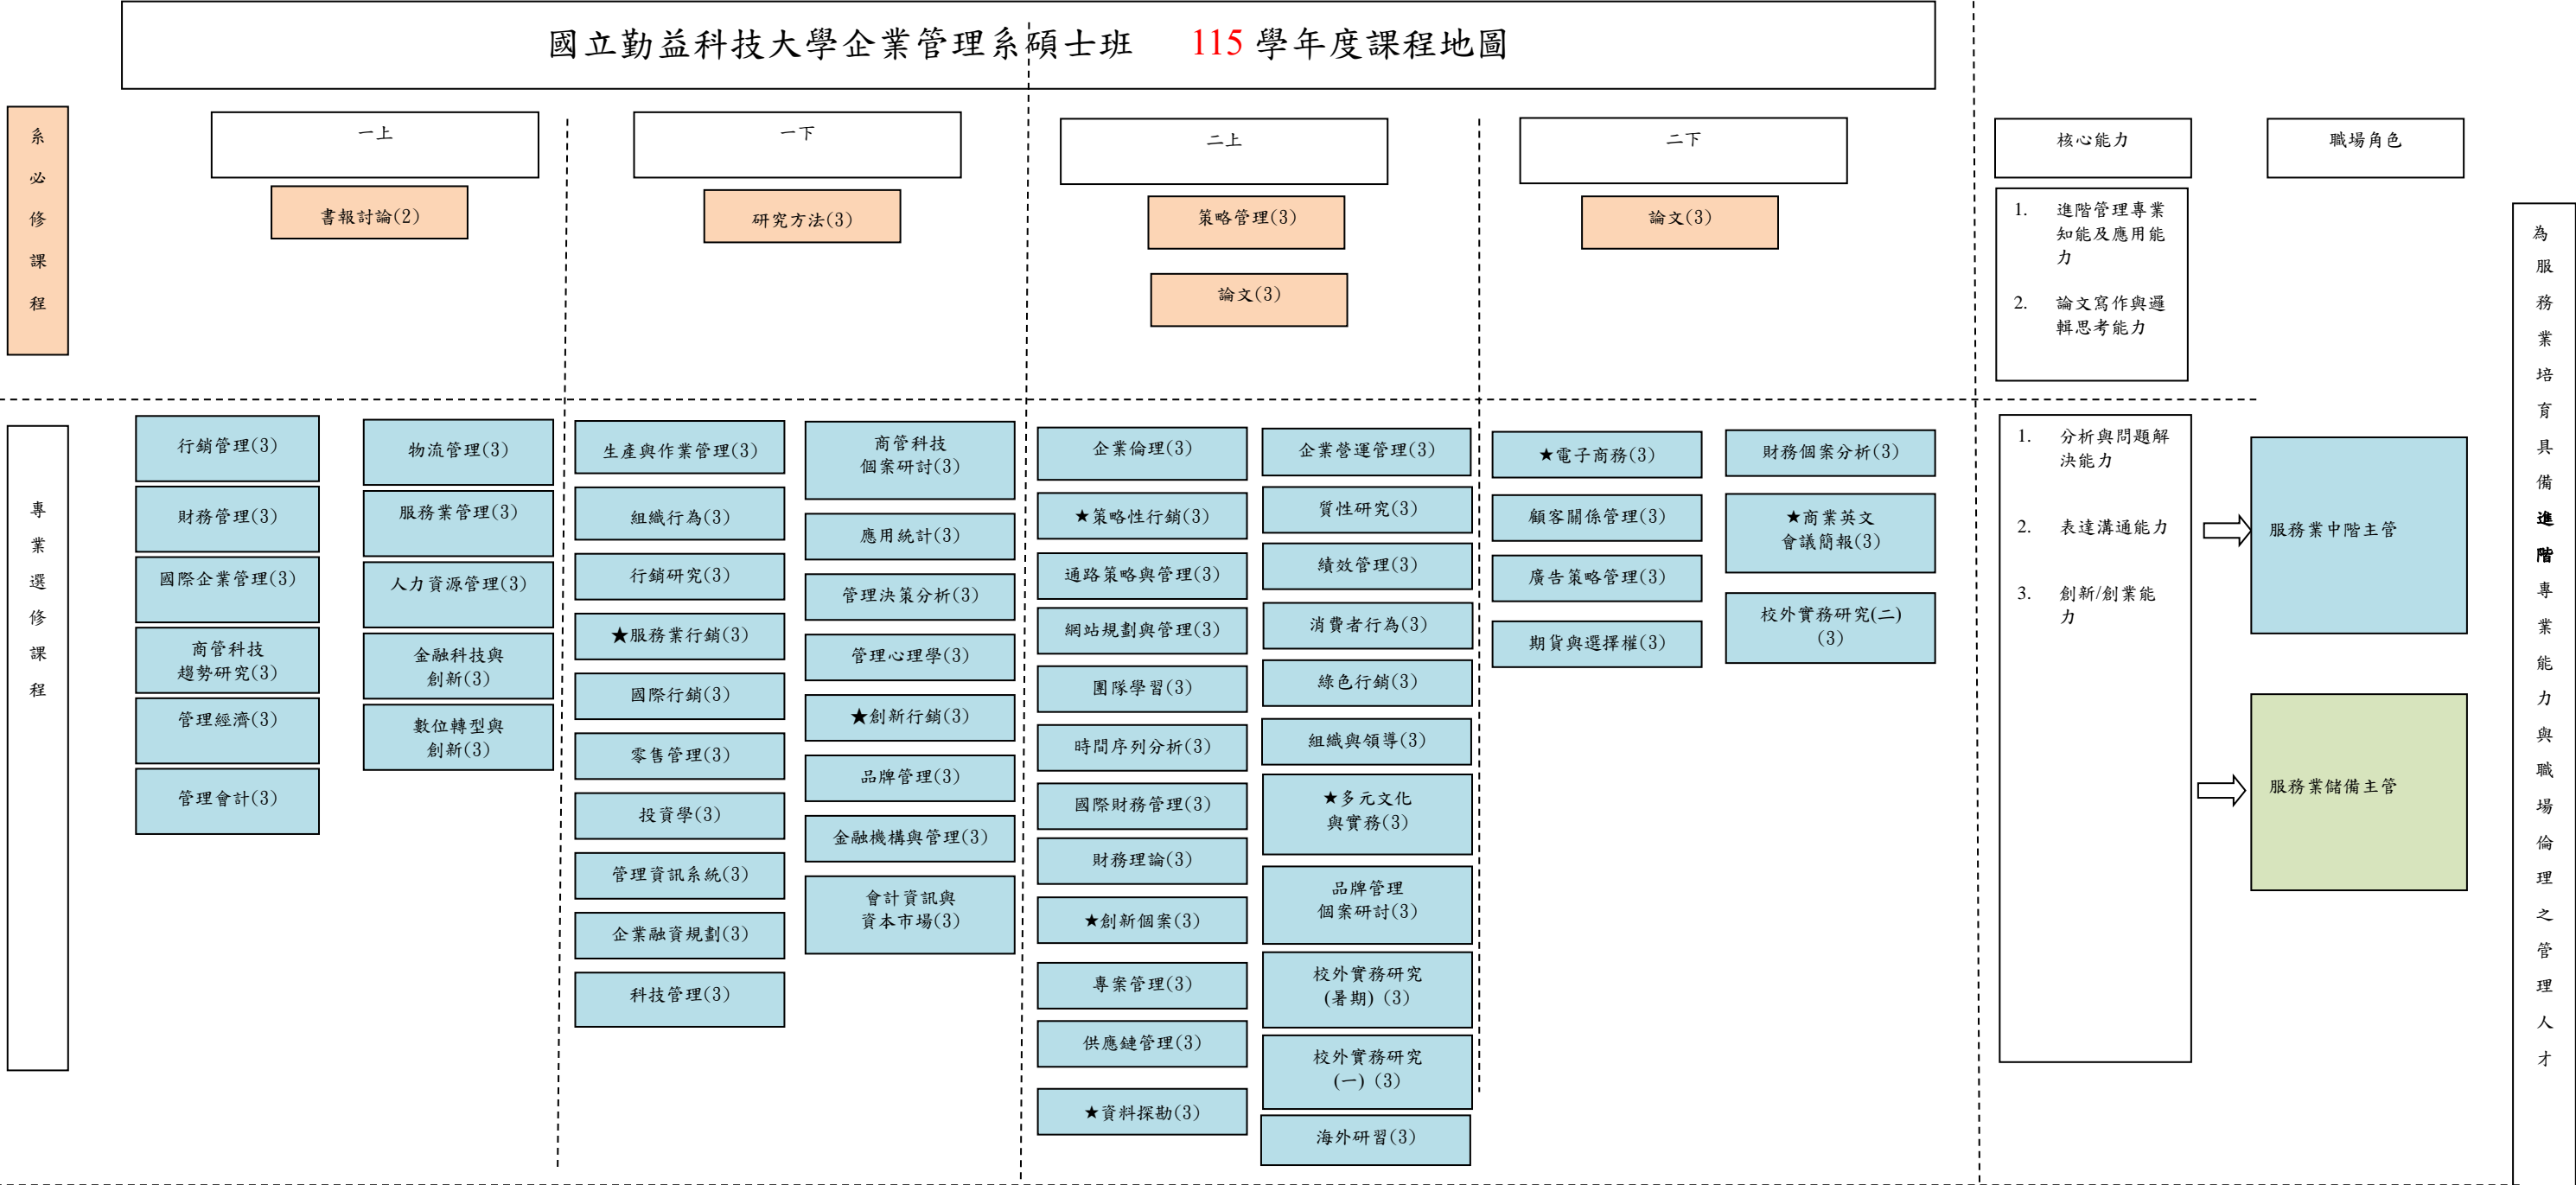 國立勤益科技大學企業管理系碩士班 115 學年度課程地圖
系必修課程
一上
一下
二上
二下
核心能力
職場角色
書報討論(2)
研究方法(3)
策略管理(3)
論文(3)
論文(3)
1. 進階管理專業
知能及應用能
力
2. 論文寫作與邏
輯思考能力
專業選修課程
行銷管理(3)
財務管理(3)
國際企業管理(3)
商管科技
趨勢研究(3)
管理經濟(3)
管理會計(3)
物流管理(3)
服務業管理(3)
人力資源管理(3)
金融科技與
創新(3)
數位轉型與
創新(3)
生產與作業管理(3)
組織行為(3)
行銷研究(3)
★服務業行銷(3)
國際行銷(3)
零售管理(3)
投資學(3)
管理資訊系統(3)
企業融資規劃(3)
科技管理(3)
商管科技
個案研討(3)
應用統計(3)
管理決策分析(3)
管理心理學(3)
★創新行銷(3)
品牌管理(3)
金融機構與管理(3)
會計資訊與
資本市場(3)
企業倫理(3)
★策略性行銷(3)
通路策略與管理(3)
網站規劃與管理(3)
團隊學習(3)
時間序列分析(3)
國際財務管理(3)
財務理論(3)
★創新個案(3)
專案管理(3)
供應鏈管理(3)
★資料探勘(3)
企業營運管理(3)
質性研究(3)
績效管理(3)
消費者行為(3)
綠色行銷(3)
組織與領導(3)
★多元文化
與實務(3)
品牌管理
個案研討(3)
校外實務研究
(暑期) (3)
校外實務研究
(一) (3)
海外研習(3)
★電子商務(3)
顧客關係管理(3)
廣告策略管理(3)
期貨與選擇權(3)
財務個案分析(3)
★商業英文
會議簡報(3)
校外實務研究(二)
(3)
1. 分析與問題解
決能力
2. 表達溝通能力
3. 創新/創業能
力
服務業中階主管
服務業儲備主管
為服務業培育具備進階專業能力與職場倫理之管理人才